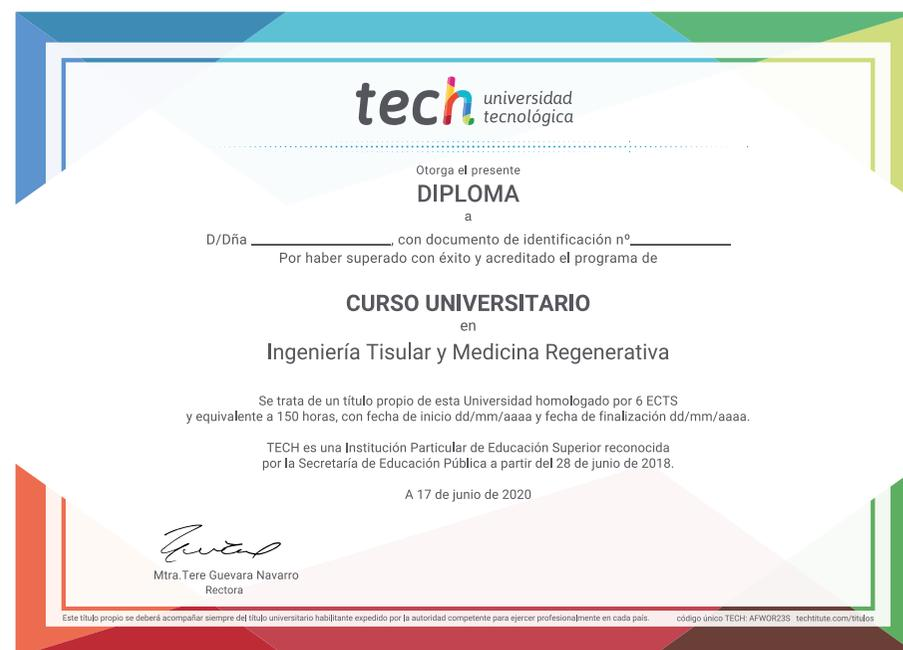 tech universidad
tecnológica
Otorga el presente
DIPLOMA
a
D/Dña ____________________, con documento de identificación nº______________
Por haber superado con éxito y acreditado el programa de
CURSO UNIVERSITARIO
en
Ingeniería Tisular y Medicina Regenerativa
Se trata de un título propio de esta Universidad homologado por 6 ECTS
y equivalente a 150 horas, con fecha de inicio dd/mm/aaaa y fecha de finalización dd/mm/aaaa.
TECH es una Institución Particular de Educación Superior reconocida
por la Secretaría de Educación Pública a partir del 28 de junio de 2018.
A 17 de junio de 2020
Mtra.Tere Guevara Navarro
Rectora
Este título propio se deberá acompañar siempre del título universitario habilitante expedido por la autoridad competente para ejercer profesionalmente en cada país. código único TECH: AFWOR23S techtitute.com/titulos